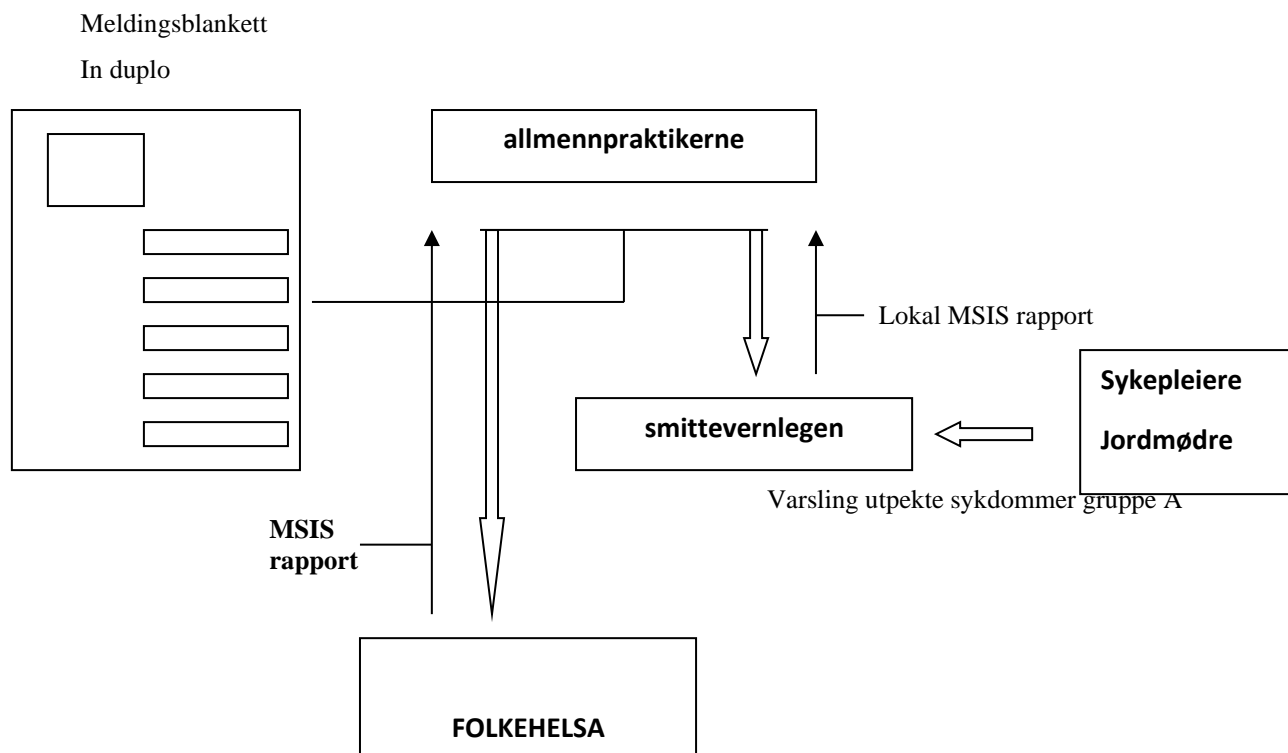 Meldingsblankett
In duplo
allmennpraktikerne
Lokal MSIS rapport
Sykepleiere
Jordmødre
smittevernlegen
Varsling utpekte sykdommer gruppe A
MSIS
rapport
FOLKEHELSA